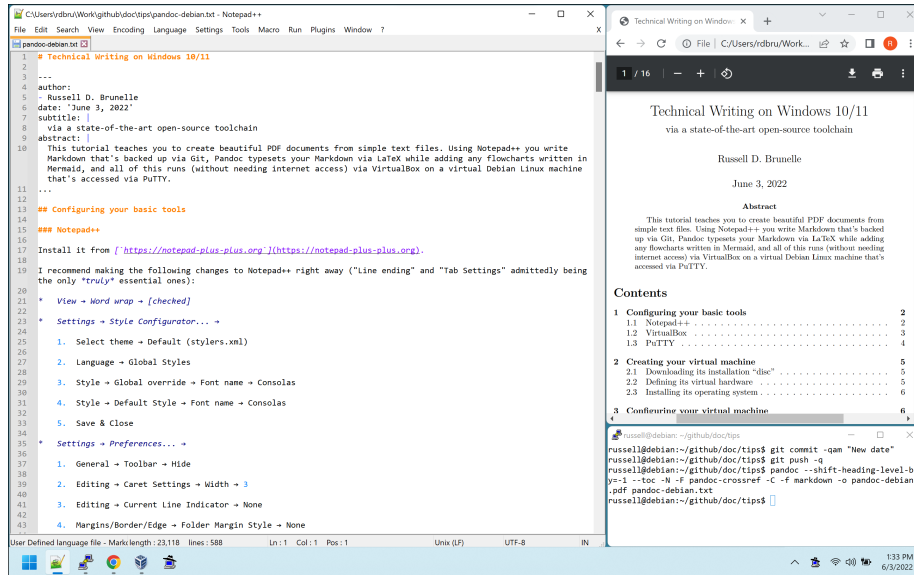 C:\Users\rdbru\Work\github\doc\tips\pandoc-debian.txt - Notepad++
File Edit Search View Encoding Language Settings Tools Macro Run Plugins Window ? X
pandoc-debian.txt
1 # Technical Writing on Windows 10/11
2
3 ---
4 author:
5 - Russell D. Brunelle
6 date: 'June 3, 2022'
7 subtitle: |
8 via a state-of-the-art open-source toolchain
9 abstract: |
10 This tutorial teaches you to create beautiful PDF documents from simple text files. Using Notepad++ you write
Markdown that's backed up via Git, Pandoc typesets your Markdown via LaTeX while adding any flowcharts written in
Mermaid, and all of this runs (without needing internet access) via VirtualBox on a virtual Debian Linux machine
that's accessed via PuTTY.
11 ...
12
13 ## Configuring your basic tools
14
15 ### Notepad++
16
17 Install it from [`https://notepad-plus-plus.org`](https://notepad-plus-plus.org).
18
19 I recommend making the following changes to Notepad++ right away ("Line ending" and "Tab Settings" admittedly being
the only *truly* essential ones):
20
21 * View → Word wrap → [checked]
22
23 * Settings → Style Configurator... →
24
25 1. Select theme → Default (stylers.xml)
26
27 2. Language → Global Styles
28
29 3. Style → Global override → Font name → Consolas
30
31 4. Style → Default Style → Font name → Consolas
32
33 5. Save & Close
34
35 * Settings → Preferences... →
36
37 1. General → Toolbar → Hide
38
39 2. Editing → Caret Settings → Width → 3
40
41 3. Editing → Current Line Indicator → None
42
43 4. Margins/Border/Edge → Folder Margin Style → None
User Defined language file - Markc length : 23,118 lines : 588 Ln : 1 Col : 1 Pos : 1 Unix (LF) UTF-8 IN
Technical Writing on Window
File C:/Users/rdbru/Work... R
1 / 16
Technical Writing on Windows 10/11
via a state-of-the-art open-source toolchain
Russell D. Brunelle
June 3, 2022
Abstract
This tutorial teaches you to create beautiful PDF documents from
simple text files. Using Notepad++ you write Markdown that's backed
up via Git, Pandoc typesets your Markdown via LaTeX while adding
any flowcharts written in Mermaid, and all of this runs (without needing
internet access) via VirtualBox on a virtual Debian Linux machine that's
accessed via PuTTY.
Contents
1 Configuring your basic tools 2
1.1 Notepad++ . . . . . . . . . . 2
1.2 VirtualBox . . . . . . . . . . 3
1.3 PuTTY . . . . . . . . . . 4
2 Creating your virtual machine 5
2.1 Downloading its installation “disc” . . . . . . . . . . 5
2.2 Defining its virtual hardware . . . . . . . . . . 5
2.3 Installing its operating system . . . . . . . . . . 6
3 Configuring your virtual machine 6
russell@debian: ~/github/doc/tips
russell@debian:~/github/doc/tips$ git commit -qam "New date"
russell@debian:~/github/doc/tips$ git push -q
russell@debian:~/github/doc/tips$ pandoc --shift-heading-level-b
y=-1 --toc -N -F pandoc-crossref -C -f markdown -o pandoc-debian
.pdf pandoc-debian.txt
russell@debian:~/github/doc/tips$
1:33 PM
6/3/2022